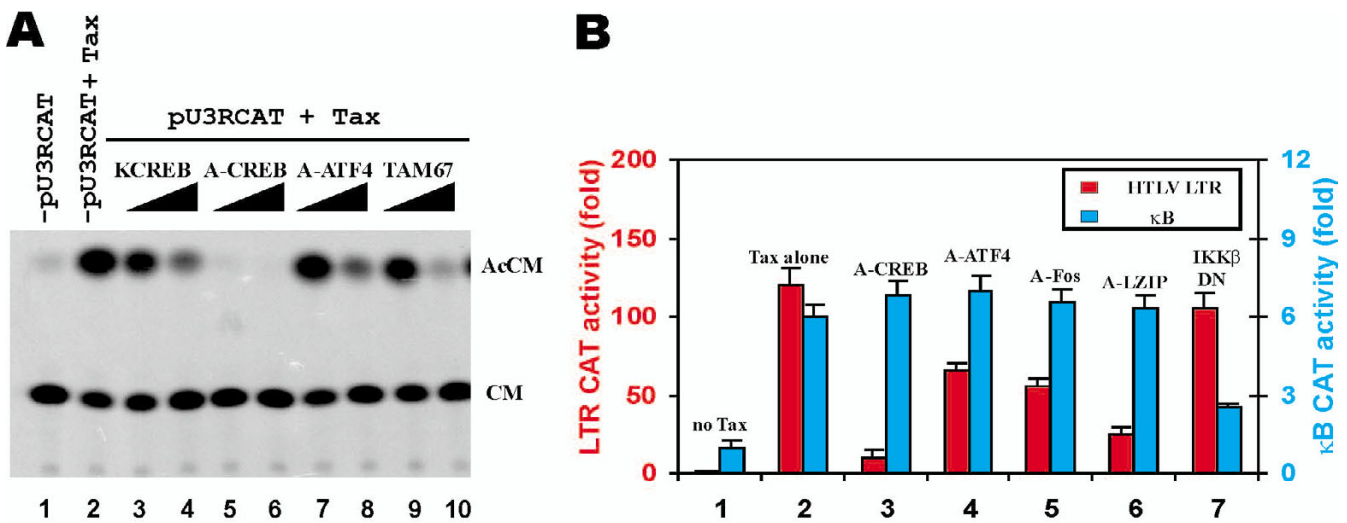 A
B
-pU3RCAT
-pU3RCAT+ Tax
pU3RCAT + Tax
KCREB A-CREB A-ATF4 TAM67
AcCM
CM
1 2 3 4 5 6 7 8 9 10
LTR CAT activity (fold)
200
150
100
50
0
HTLV LTR
κB
no Tax
Tax alone
A-CREB
A-ATF4
A-Fos
A-LZIP
IKKβ
DN
12
9
6
3
0
κB CAT activity (fold)
1 2 3 4 5 6 7